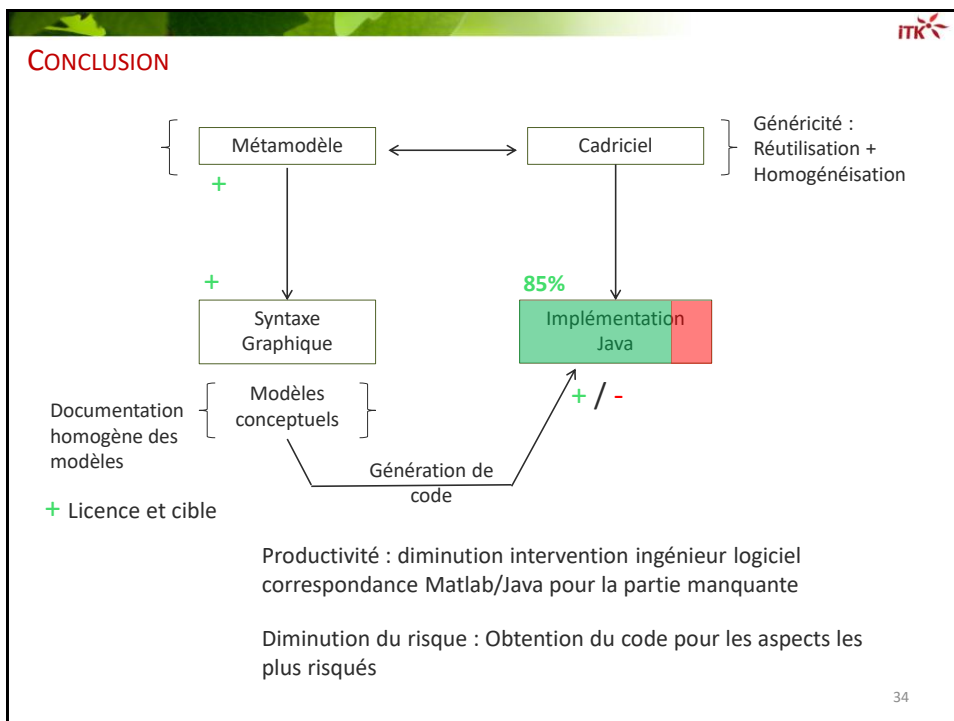 iTK
CONCLUSION
Métamodèle
Cadriciel
Généricité :
Réutilisation +
Homogénéisation
+
+
85%
Syntaxe
Graphique
Implémentation
Java
+ / -
Modèles
conceptuels
Documentation
homogène des
modèles
Génération de
code
+ Licence et cible
Productivité : diminution intervention ingénieur logiciel
correspondance Matlab/Java pour la partie manquante
Diminution du risque : Obtention du code pour les aspects les
plus risqués
34